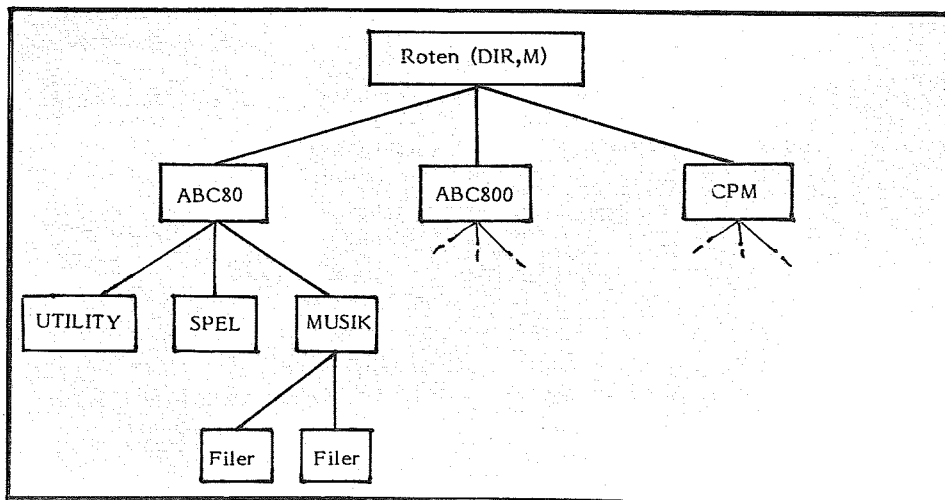 Roten (DIR,M)
ABC80
ABC800
CPM
UTILITY
SPEL
MUSIK
Filer
Filer